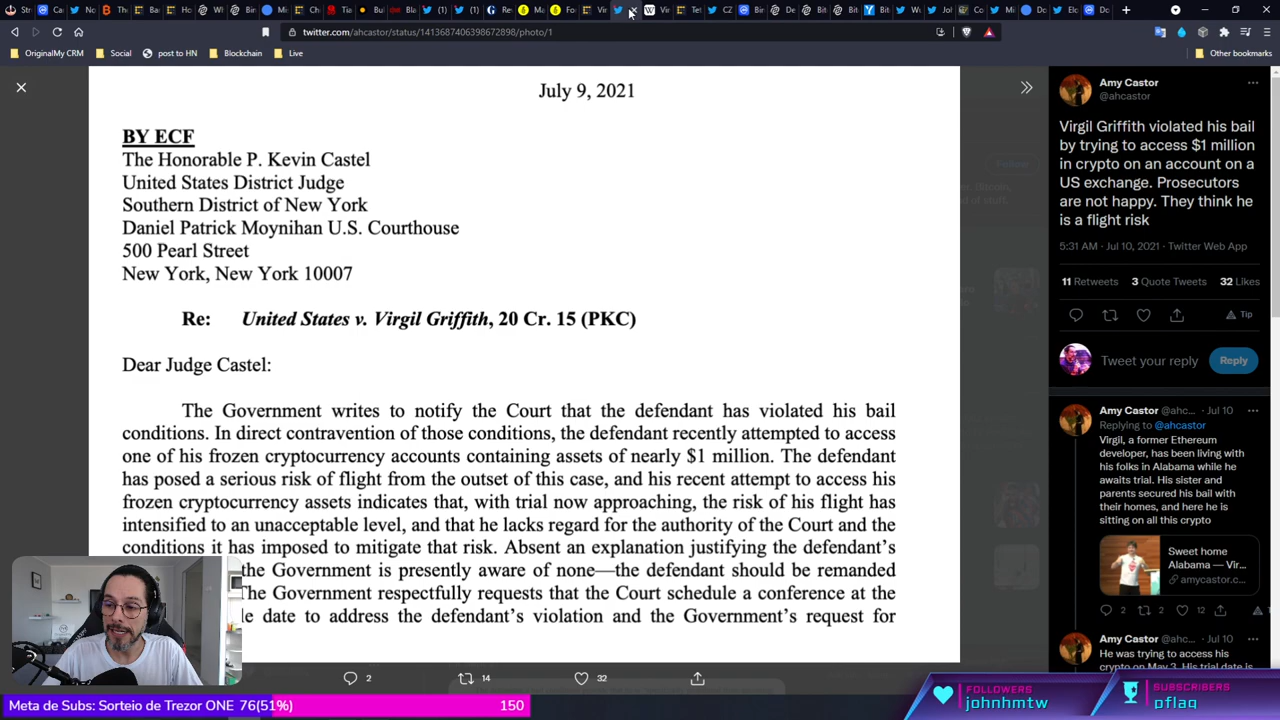 twitter.com/ahcastor/status/1413687406398672898/photo/1
OriginalMy CRM
Social
post to HN
Blockchain
Live
Other bookmarks
July 9, 2021
BY ECF
The Honorable P. Kevin Castel
United States District Judge
Southern District of New York
Daniel Patrick Moynihan U.S. Courthouse
500 Pearl Street
New York, New York 10007
Re: United States v. Virgil Griffith, 20 Cr. 15 (PKC)
Dear Judge Castel:
The Government writes to notify the Court that the defendant has violated his bail
conditions. In direct contravention of those conditions, the defendant recently attempted to access
one of his frozen cryptocurrency accounts containing assets of nearly $1 million. The defendant
has posed a serious risk of flight from the outset of this case, and his recent attempt to access his
frozen cryptocurrency assets indicates that, with trial now approaching, the risk of his flight has
intensified to an unacceptable level, and that he lacks regard for the authority of the Court and the
conditions it has imposed to mitigate that risk. Absent an explanation justifying the defendant's
the Government is presently aware of none—the defendant should be remanded
he Government respectfully requests that the Court schedule a conference at the
le date to address the defendant's violation and the Government's request for
2
14
32
Amy Castor
@ahcastor
Virgil Griffith violated his bail
by trying to access $1 million
in crypto on an account on a
US exchange. Prosecutors
are not happy. They think he
is a flight risk
5:31 AM · Jul 10, 2021 · Twitter Web App
11 Retweets 3 Quote Tweets 32 Likes
Tip
Tweet your reply
Reply
Amy Castor @ahc... · Jul 10
Replying to @ahcastor
Virgil, a former Ethereum
developer, has been living with
his folks in Alabama while he
awaits trial. His sister and
parents secured his bail with
their homes, and here he is
sitting on all this crypto
Sweet home
Alabama — Vir...
amycastor.c...
2
2
12
Amy Castor @ahc... · Jul 10
He was trying to access his
crypto on May 3. His trial date is
Meta de Subs: Sorteio de Trezor ONE 76(51%)
150
FOLLOWERS
johnhmtw
SUBSCRIBERS
pflag